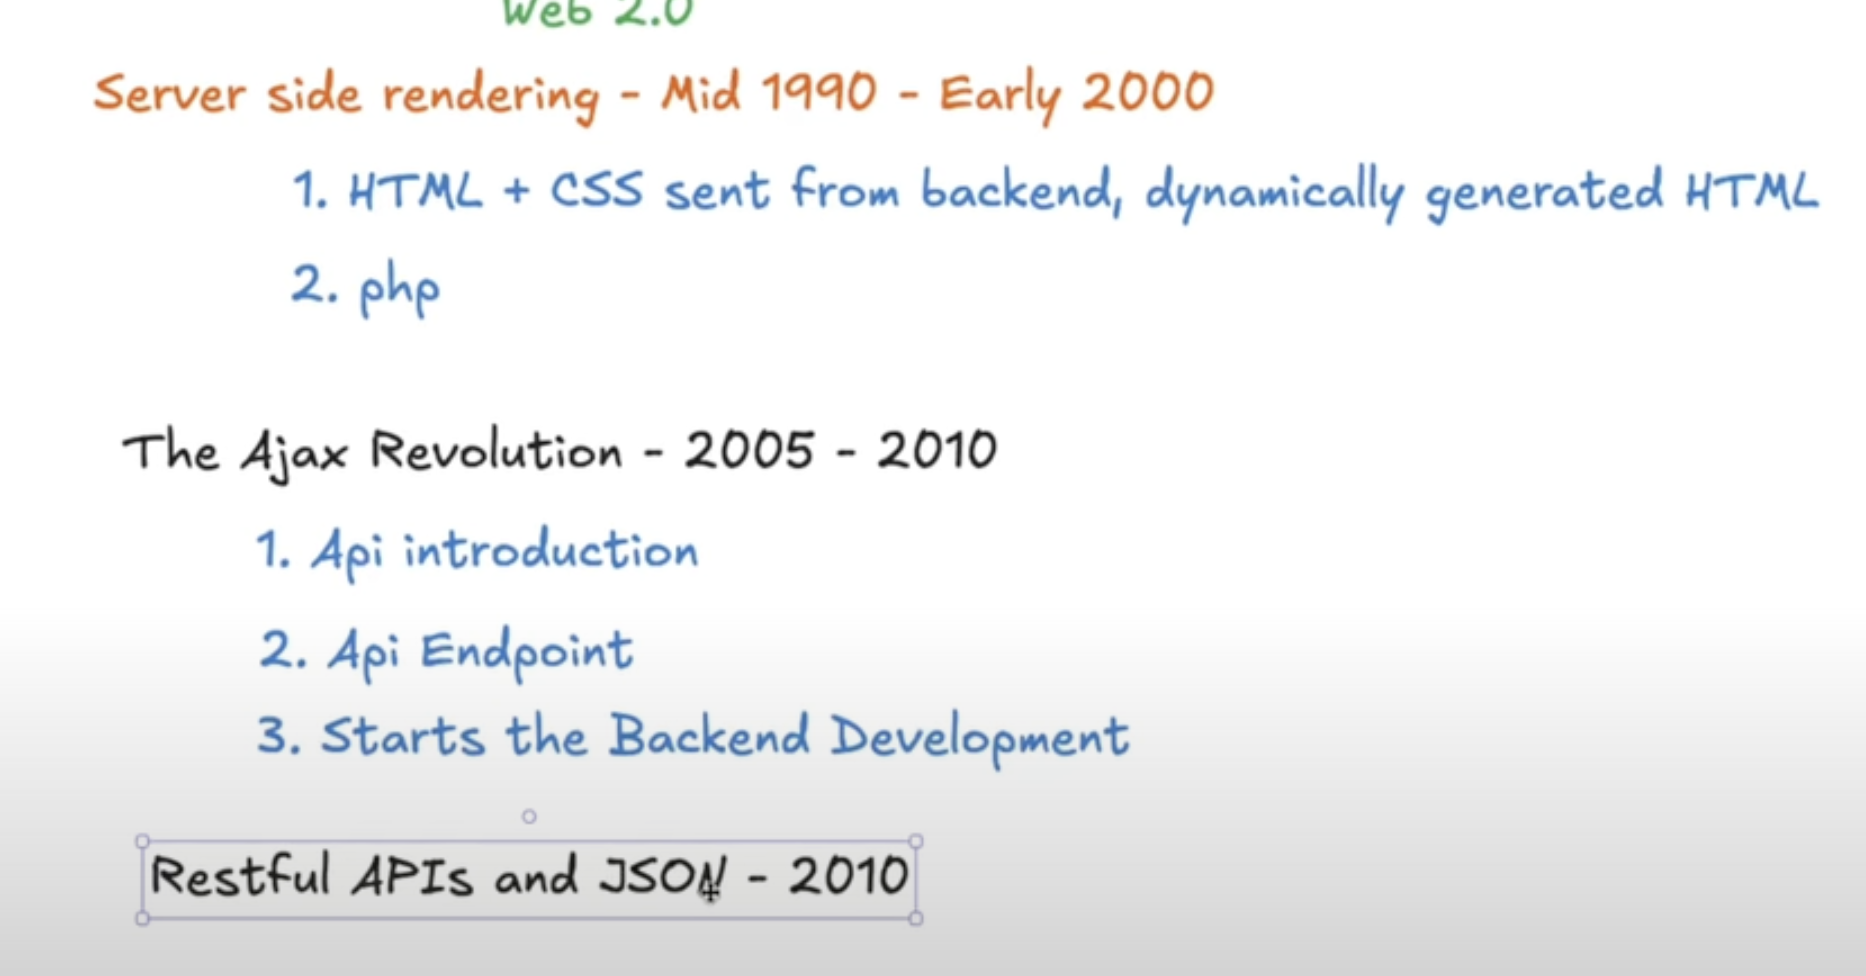 Web 2.0
Server side rendering - Mid 1990 - Early 2000
1. HTML + CSS sent from backend, dynamically generated HTML
2. php
The Ajax Revolution - 2005 - 2010
1. Api introduction
2. Api Endpoint
3. Starts the Backend Development
Restful APIs and JSON - 2010